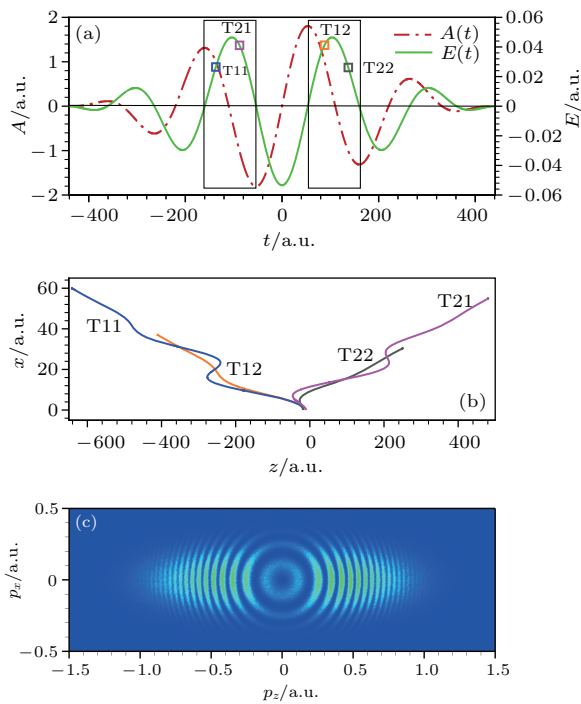 (a)
T21
T12
A(t)
E(t)
T11
T22
2
1
0
−1
−2
A/a.u.
0.06
0.04
0.02
0
−0.02
−0.04
−0.06
E/a.u.
−400 −200 0 200 400
t/a.u.
60
40
20
0
x/a.u.
T11
T12
T22
T21
(b)
−600 −400 −200 0 200 400
z/a.u.
(c)
0.5
0
−0.5
px/a.u.
−1.5 −1.0 −0.5 0 0.5 1.0 1.5
pz/a.u.